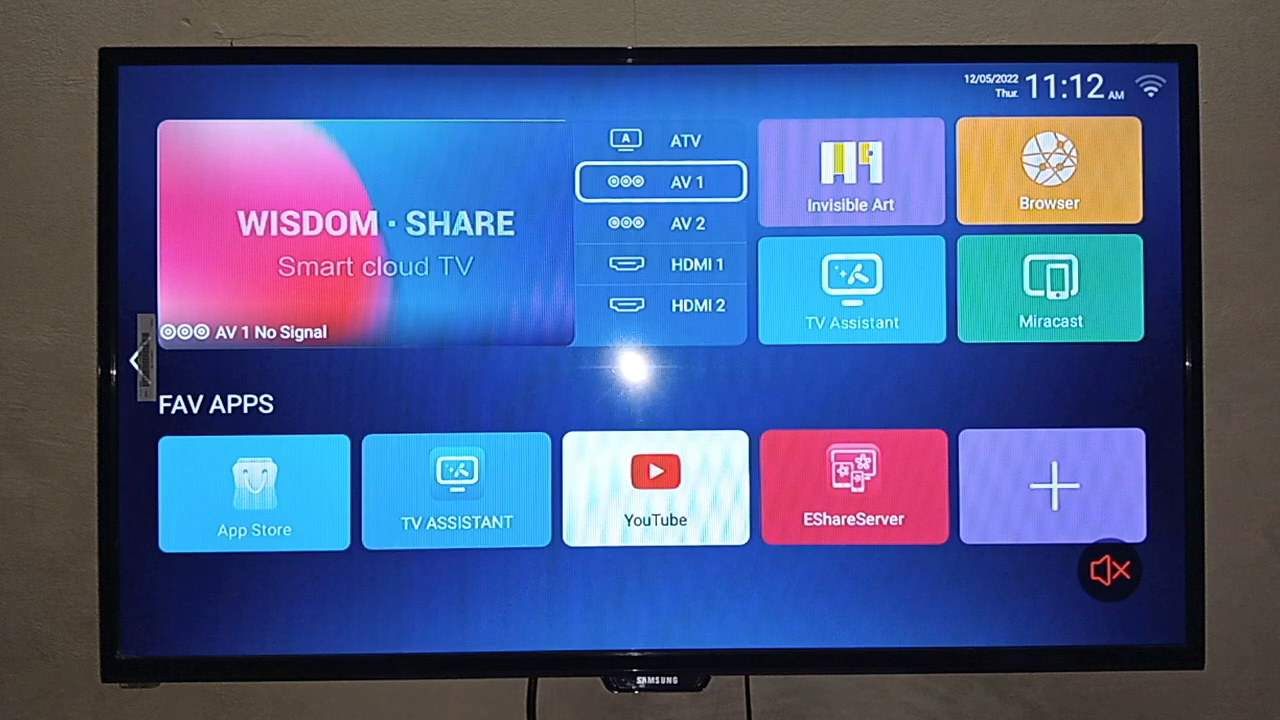 12/05/2022
Thur.
11:12 AM
WISDOM · SHARE
Smart cloud TV
AV 1 No Signal
A
ATV
AV 1
AV 2
HDMI 1
HDMI 2
Invisible Art
Browser
TV Assistant
Miracast
FAV APPS
App Store
TV ASSISTANT
YouTube
EShareServer
SAMSUNG